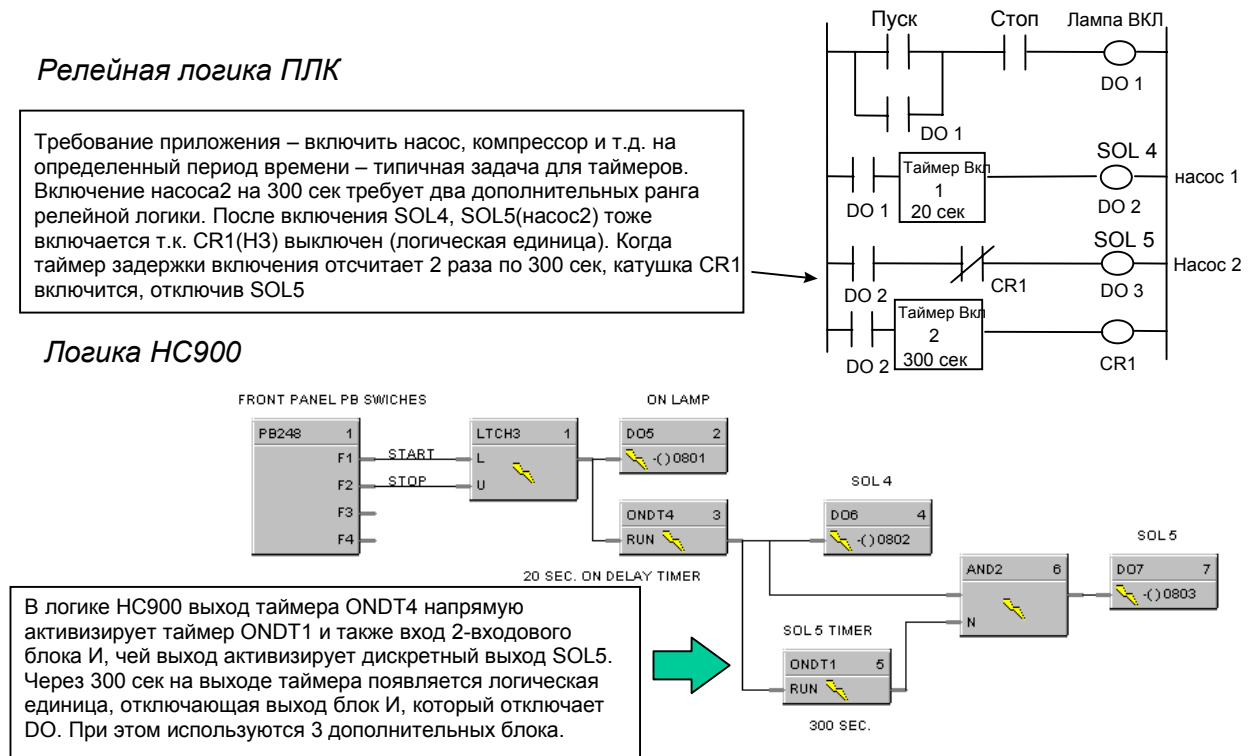 Релейная логика ПЛК
Требование приложения – включить насос, компрессор и т.д. на
определенный период времени – типичная задача для таймеров.
Включение насоса2 на 300 сек требует два дополнительных ранга
релейной логики. После включения SOL4, SOL5(насос2) тоже
включается т.к. CR1(НЗ) выключен (логическая единица). Когда
таймер задержки включения отсчитает 2 раза по 300 сек, катушка CR1
включится, отключив SOL5
Пуск Стоп Лампа ВКЛ
DO 1
DO 1
SOL 4
Таймер Вкл
1
20 сек
насос 1
DO 1 DO 2
SOL 5
Насос 2
CR1
DO 2 DO 3
Таймер Вкл
2
300 сек
DO 2 CR1
Логика HC900
FRONT PANEL PB SWICHES ON LAMP
PB248 1
F1
F2
F3
F4
START
STOP
LTCH3 1
L
U
DO5 2
-( ) 0801
ONDT4 3
RUN
20 SEC. ON DELAY TIMER
SOL 4
DO6 4
-( ) 0802
AND2 6
N
SOL 5
DO7 7
-( ) 0803
SOL 5 TIMER
ONDT1 5
RUN
300 SEC.
В логике HC900 выход таймера ONDT4 напрямую
активизирует таймер ONDT1 и также вход 2-входового
блока И, чей выход активизирует дискретный выход SOL5.
Через 300 сек на выходе таймера появляется логическая
единица, отключающая выход блок И, который отключает
DO. При этом используются 3 дополнительных блока.